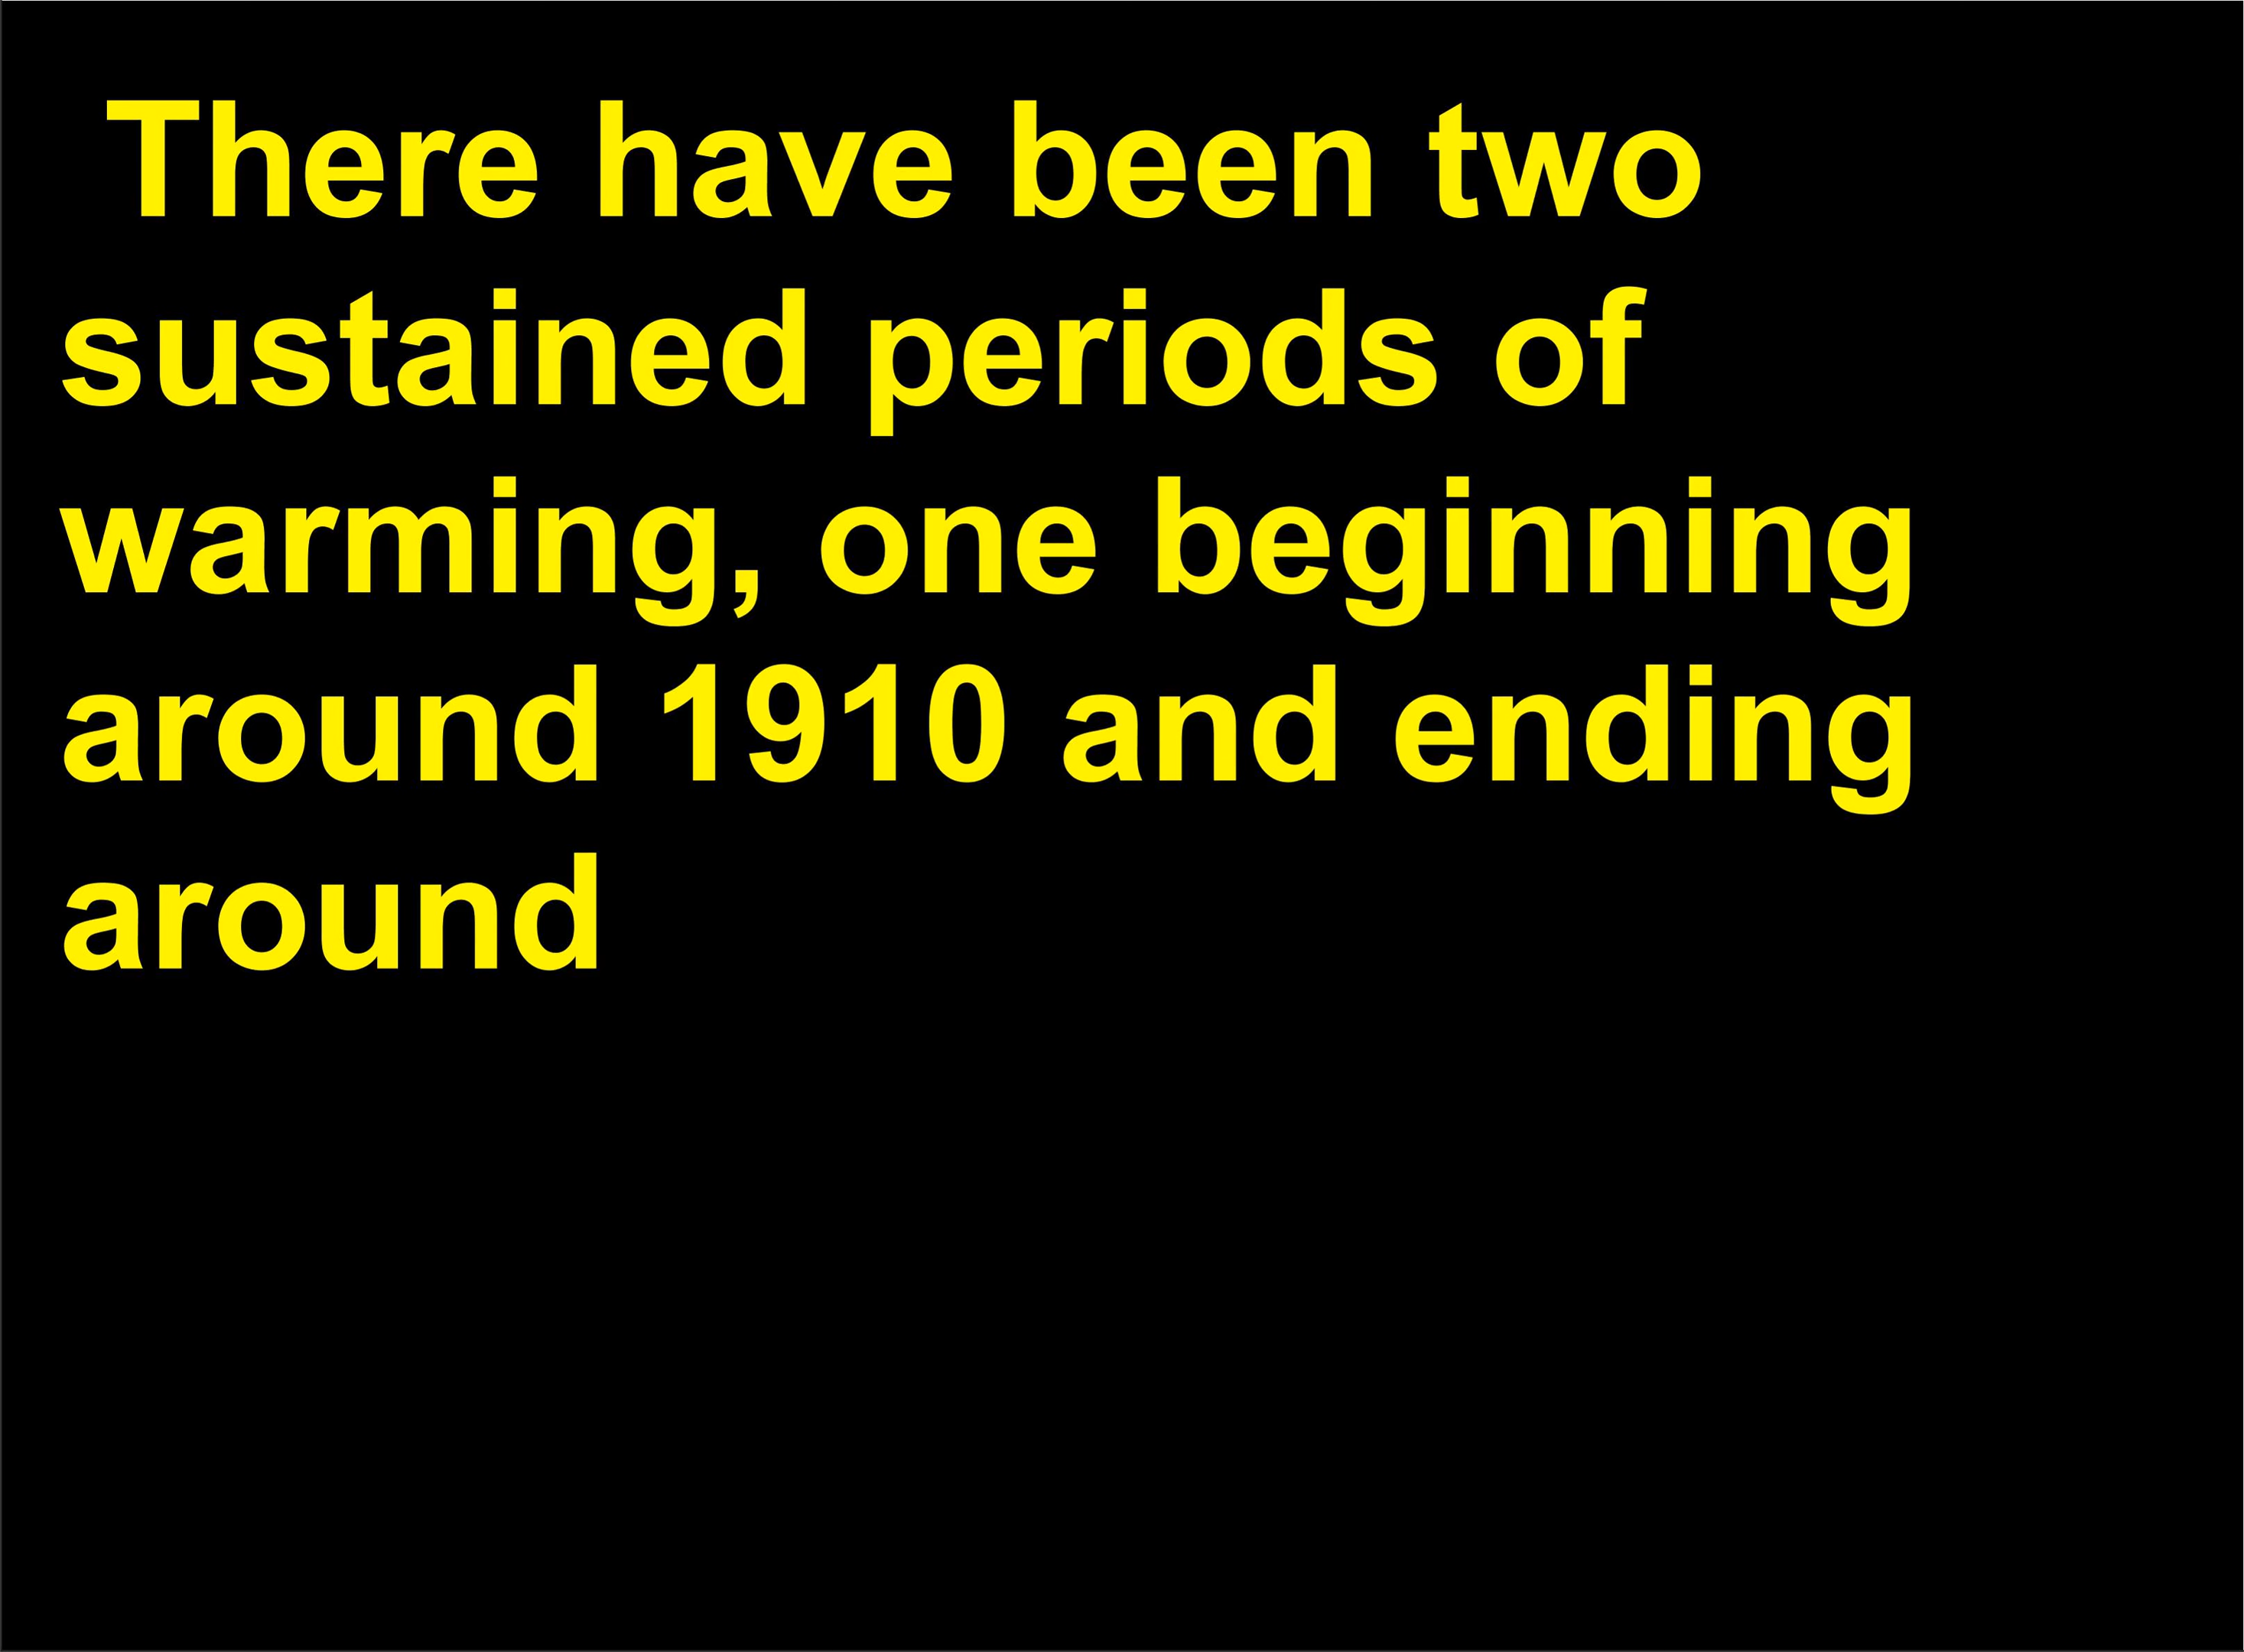 There have been two
sustained periods of
warming, one beginning
around 1910 and ending
around